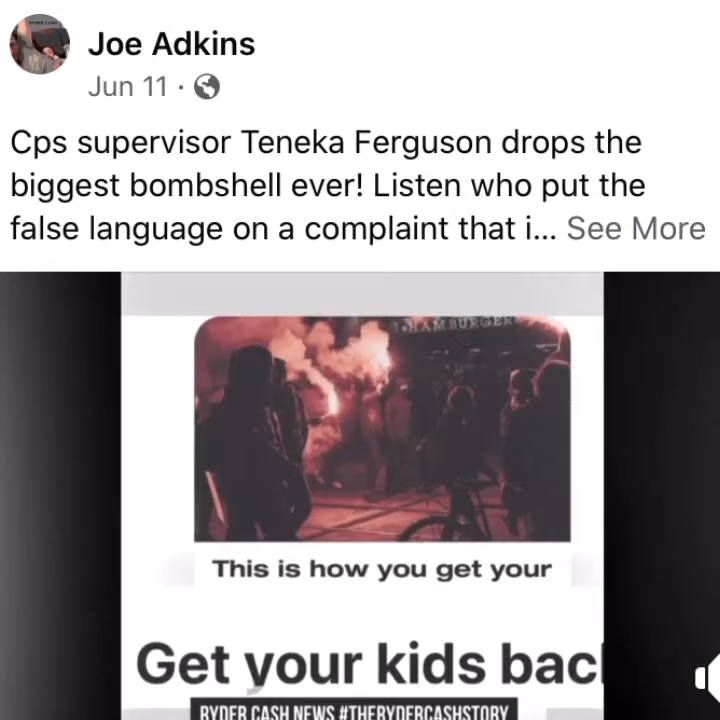 Joe Adkins
Jun 11 ·
Cps supervisor Teneka Ferguson drops the
biggest bombshell ever! Listen who put the
false language on a complaint that i... See More
HAMBURGER
This is how you get your
Get your kids bac
RYDER CASH NEWS #THERYDERCASHSTORY